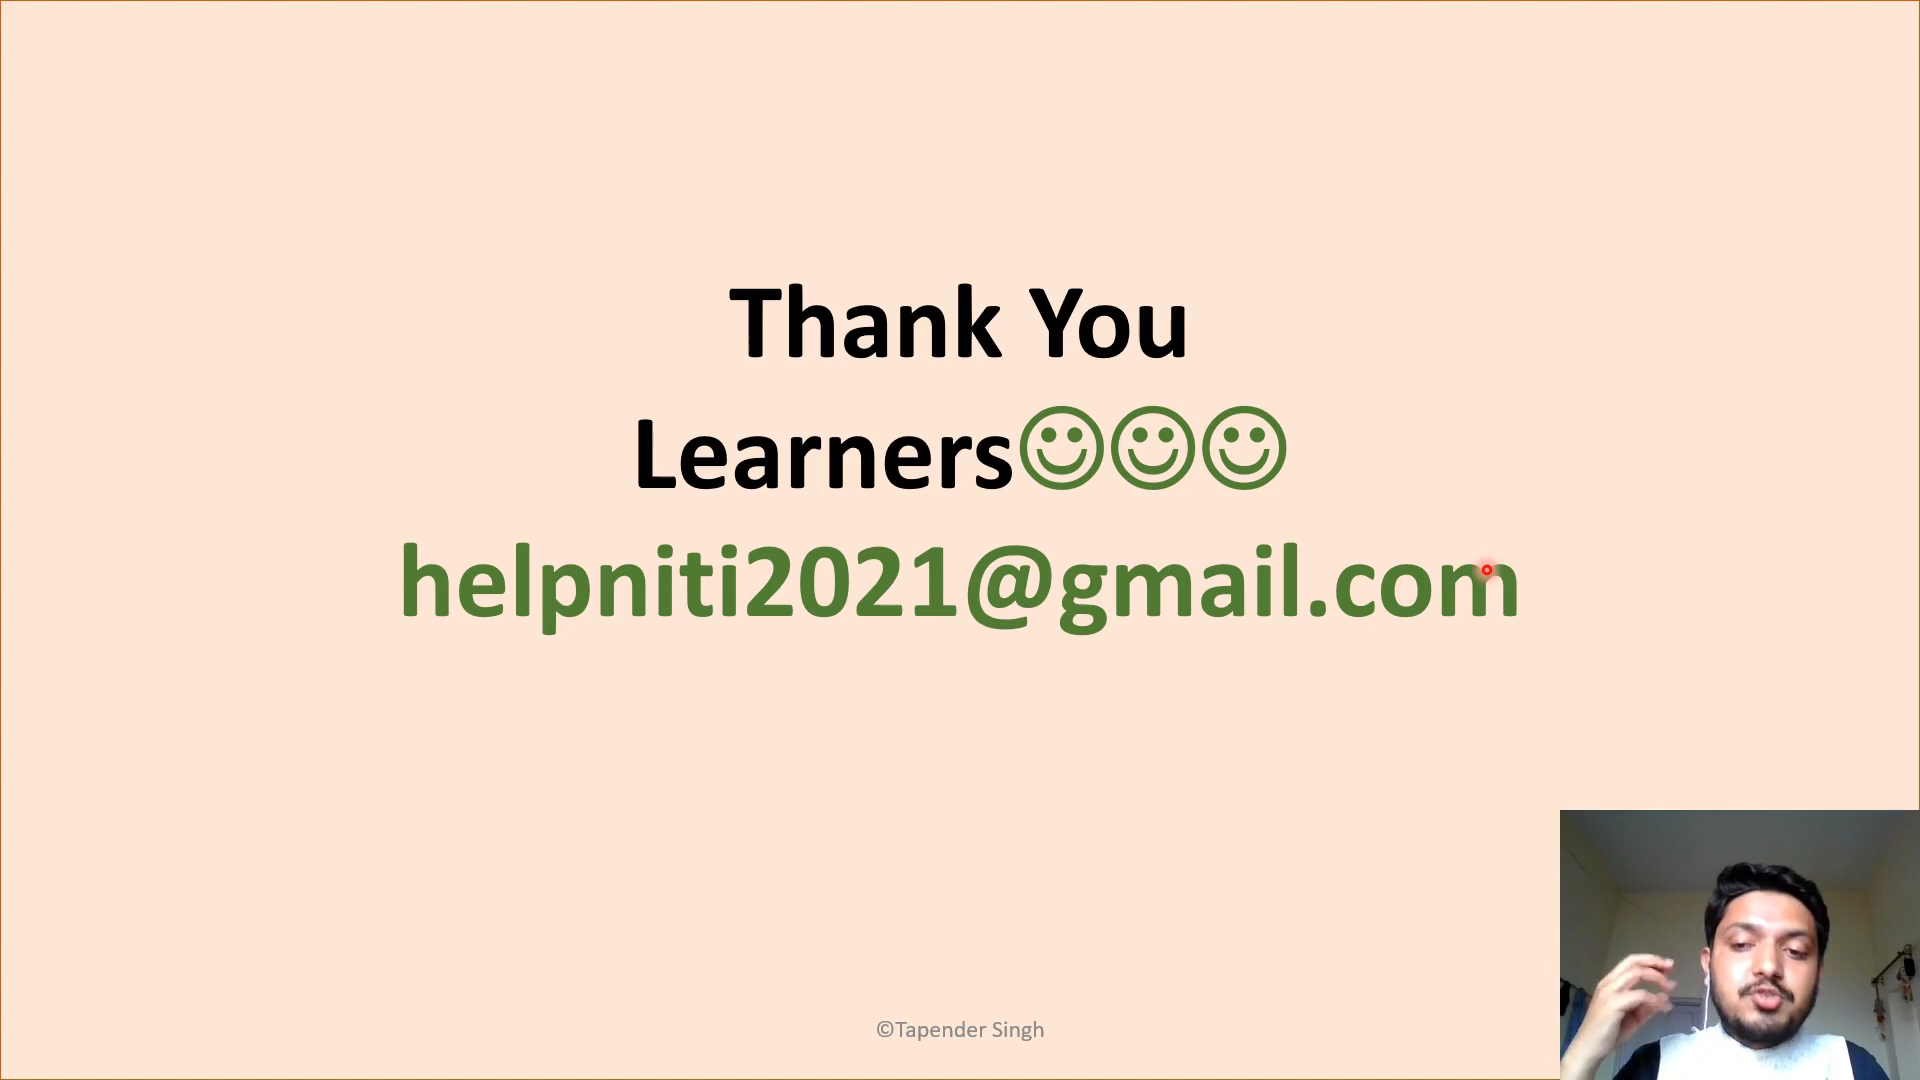 Thank You
Learners☺☺☺
helpniti2021@gmail.com
©Tapender Singh